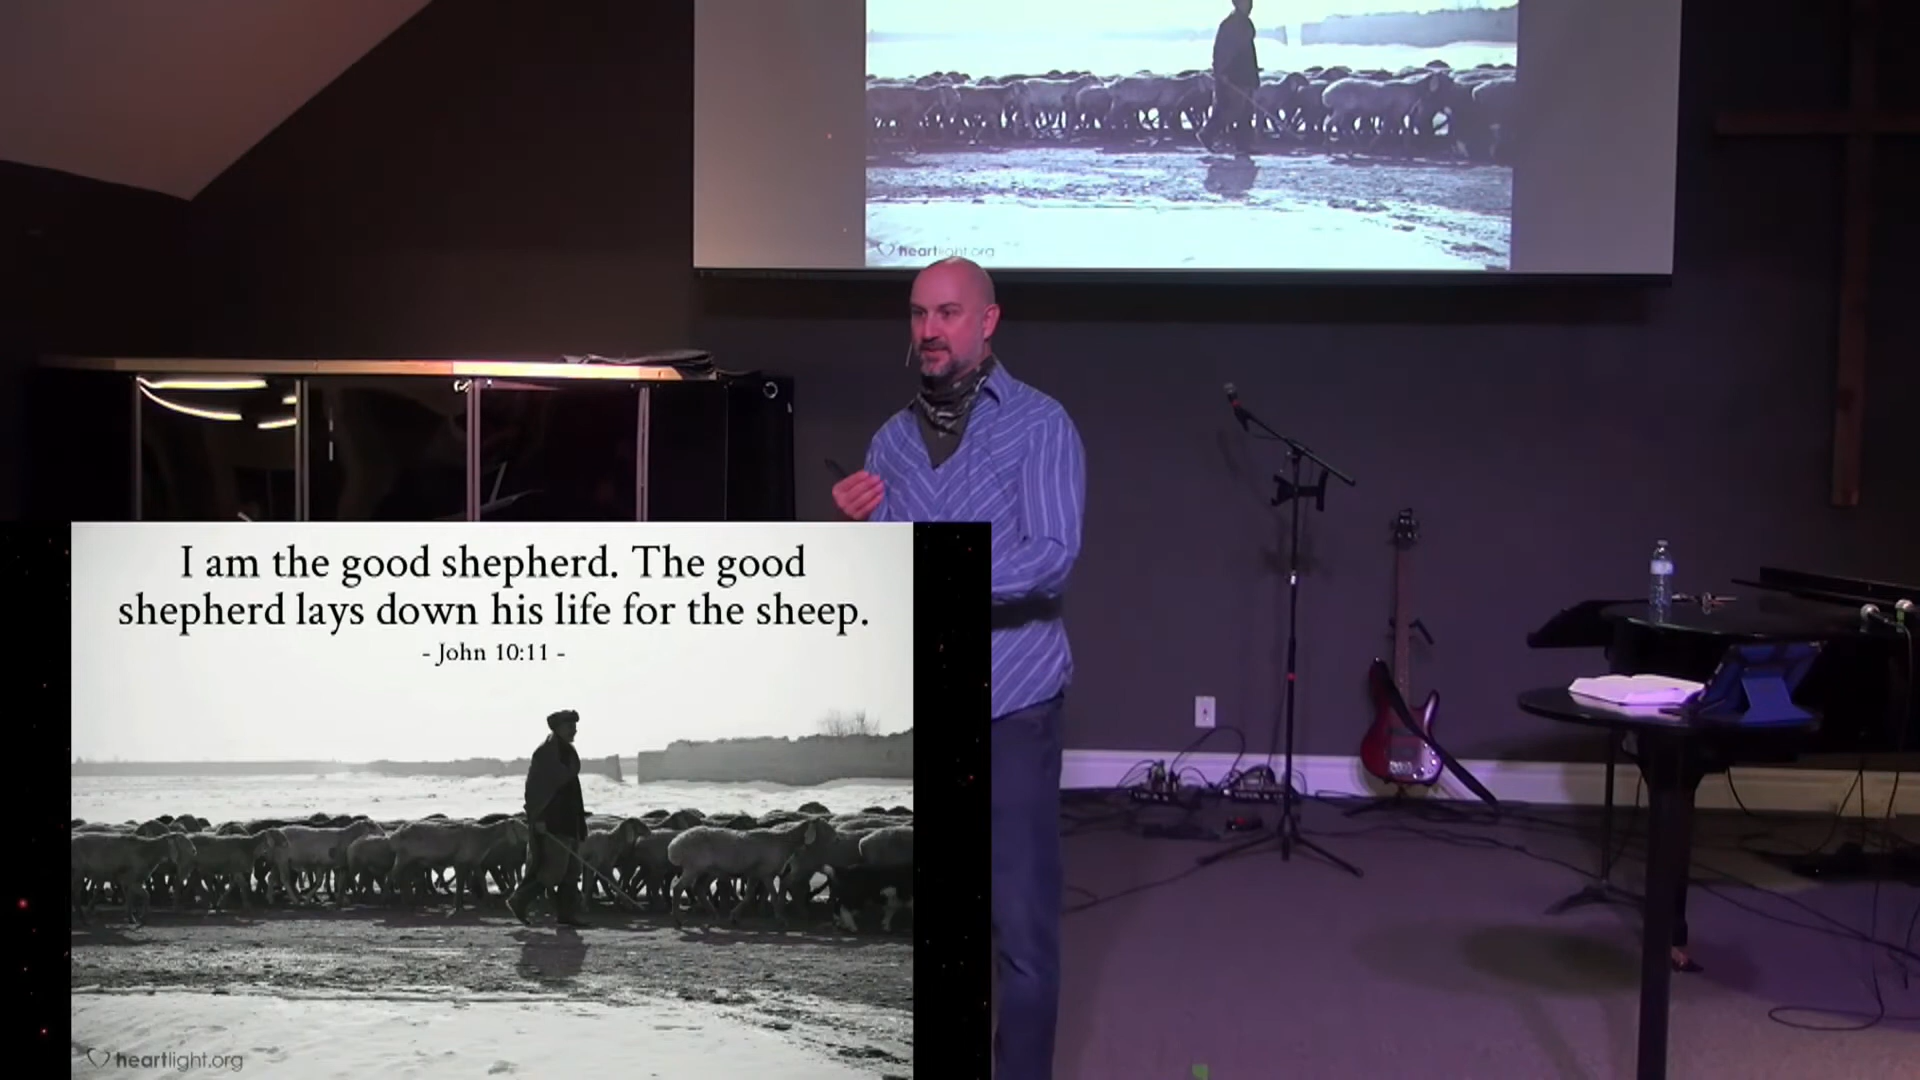 heartlight.org
I am the good shepherd. The good
shepherd lays down his life for the sheep.
- John 10:11 -
heartlight.org